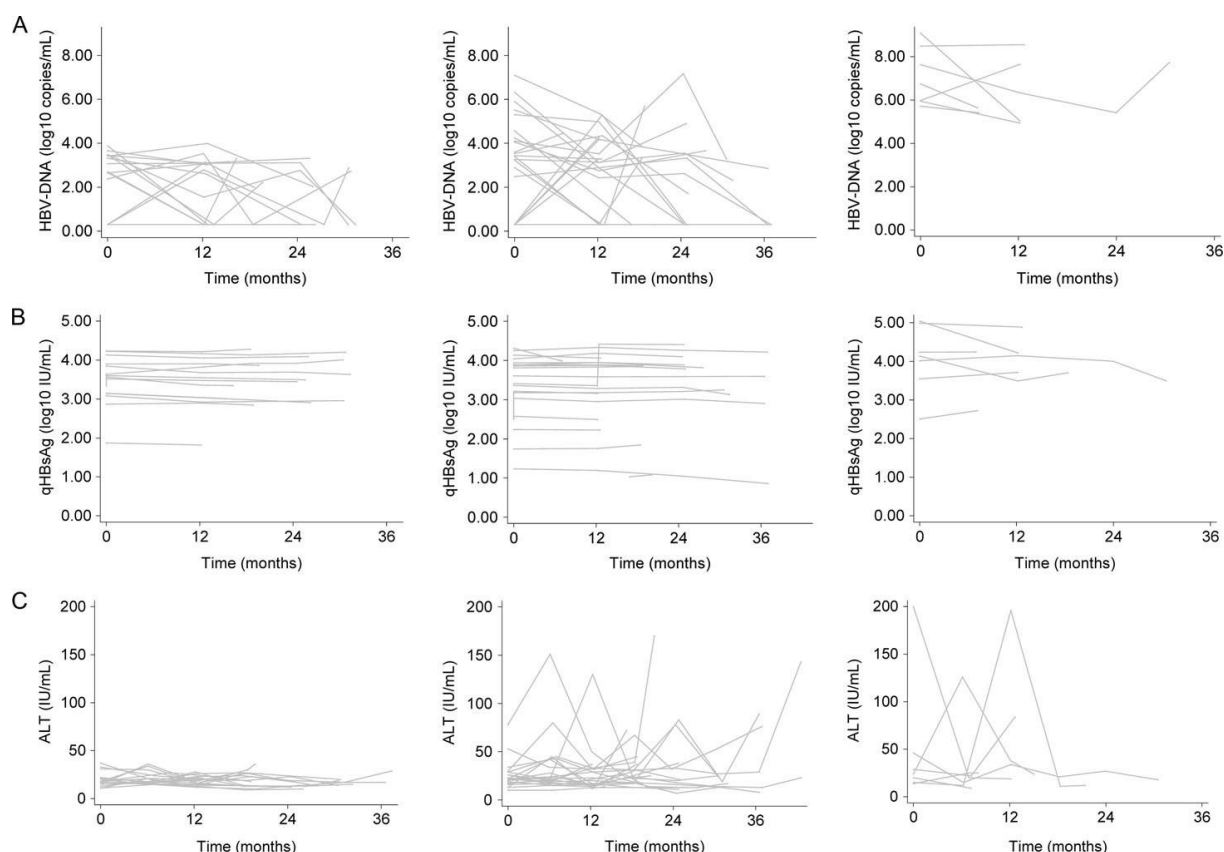 A
HBV-DNA (log10 copies/mL)
8.00
6.00
4.00
2.00
0.00
0 12 24 36
Time (months)
HBV-DNA (log10 copies/mL)
8.00
6.00
4.00
2.00
0.00
0 12 24 36
Time (months)
HBV-DNA (log10 copies/mL)
8.00
6.00
4.00
2.00
0.00
0 12 24 36
Time (months)
B
qHBsAg (log10 IU/mL)
5.00
4.00
3.00
2.00
1.00
0.00
0 12 24 36
Time (months)
qHBsAg (log10 IU/mL)
5.00
4.00
3.00
2.00
1.00
0.00
0 12 24 36
Time (months)
qHBsAg (log10 IU/mL)
5.00
4.00
3.00
2.00
1.00
0.00
0 12 24 36
Time (months)
C
ALT (IU/mL)
200
150
100
50
0
0 12 24 36
Time (months)
ALT (IU/mL)
200
150
100
50
0
0 12 24 36
Time (months)
ALT (IU/mL)
200
150
100
50
0
0 12 24 36
Time (months)